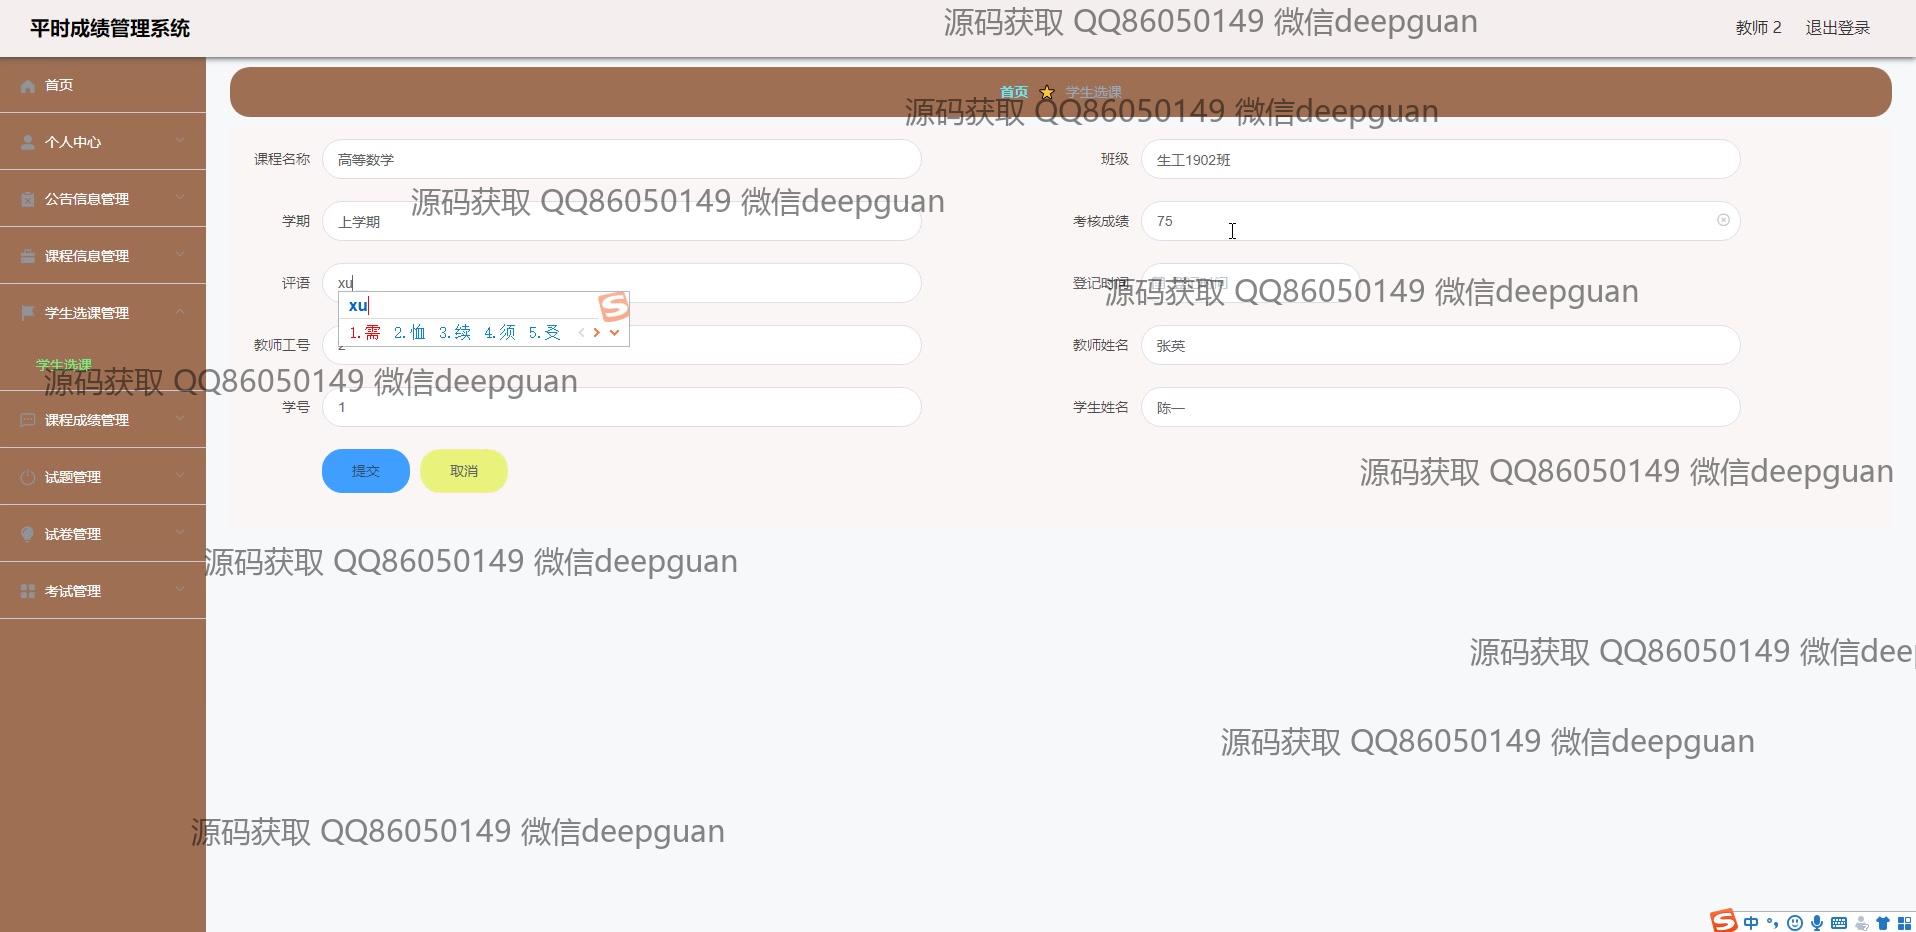 平时成绩管理系统
源码获取 QQ86050149 微信deepguan
教师 2 退出登录
首页
首页 学生选课
源码获取 QQ86050149 微信deepguan
个人中心
课程名称 高等数学
班级 生工1902班
公告信息管理
源码获取 QQ86050149 微信deepguan
学期 上学期
考核成绩 75
课程信息管理
评语 xu
登记时间
源码获取 QQ86050149 微信deepguan
xu
1.需 2.恤 3.续 4.须 5.旻
学生选课管理
教师工号 2
教师姓名 张英
学生选课
源码获取 QQ86050149 微信deepguan
学号 1
学生姓名 陈一
课程成绩管理
提交 取消
源码获取 QQ86050149 微信deepguan
试题管理
试卷管理
源码获取 QQ86050149 微信deepguan
考试管理
源码获取 QQ86050149 微信deep
源码获取 QQ86050149 微信deepguan
源码获取 QQ86050149 微信deepguan
中